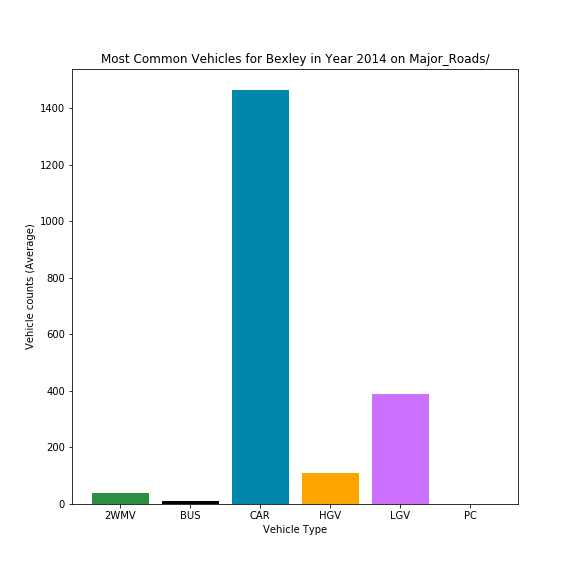 Most Common Vehicles for Bexley in Year 2014 on Major_Roads/
Vehicle counts (Average)
1400
1200
1000
800
600
400
200
0
2WMV BUS CAR HGV LGV PC
Vehicle Type